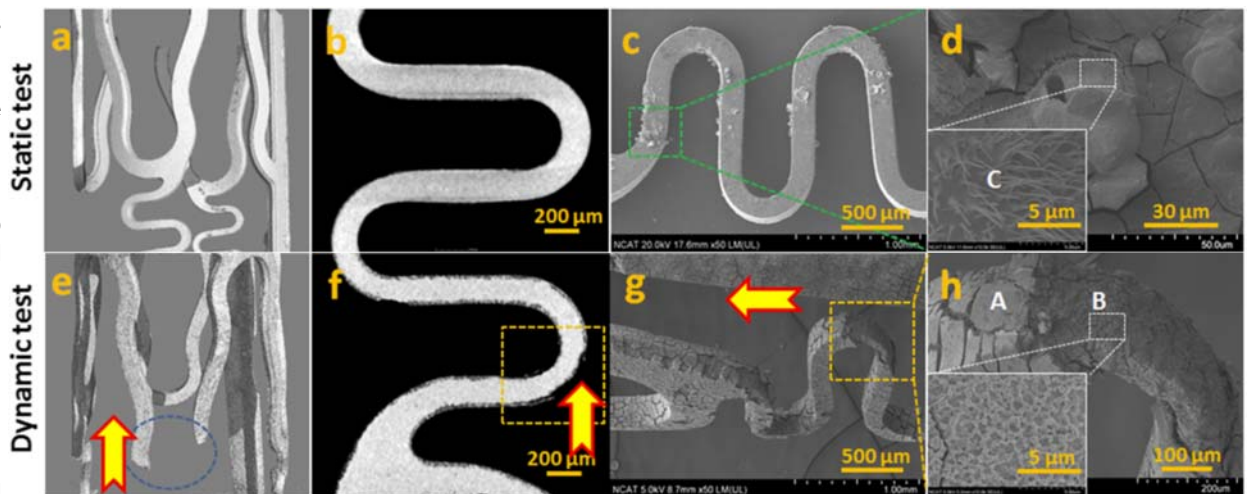 Static test
a
b
200 μm
c
500 μm
NCAT 20.0kV 17.6mm x50 LM(UL)
1.00mm
d
C
5 μm
30 μm
50.0um
Dynamic test
e
f
200 μm
g
500 μm
NCAT 5.0kV 8.7mm x50 LM(UL)
1.00mm
h
A
B
5 μm
100 μm
200um